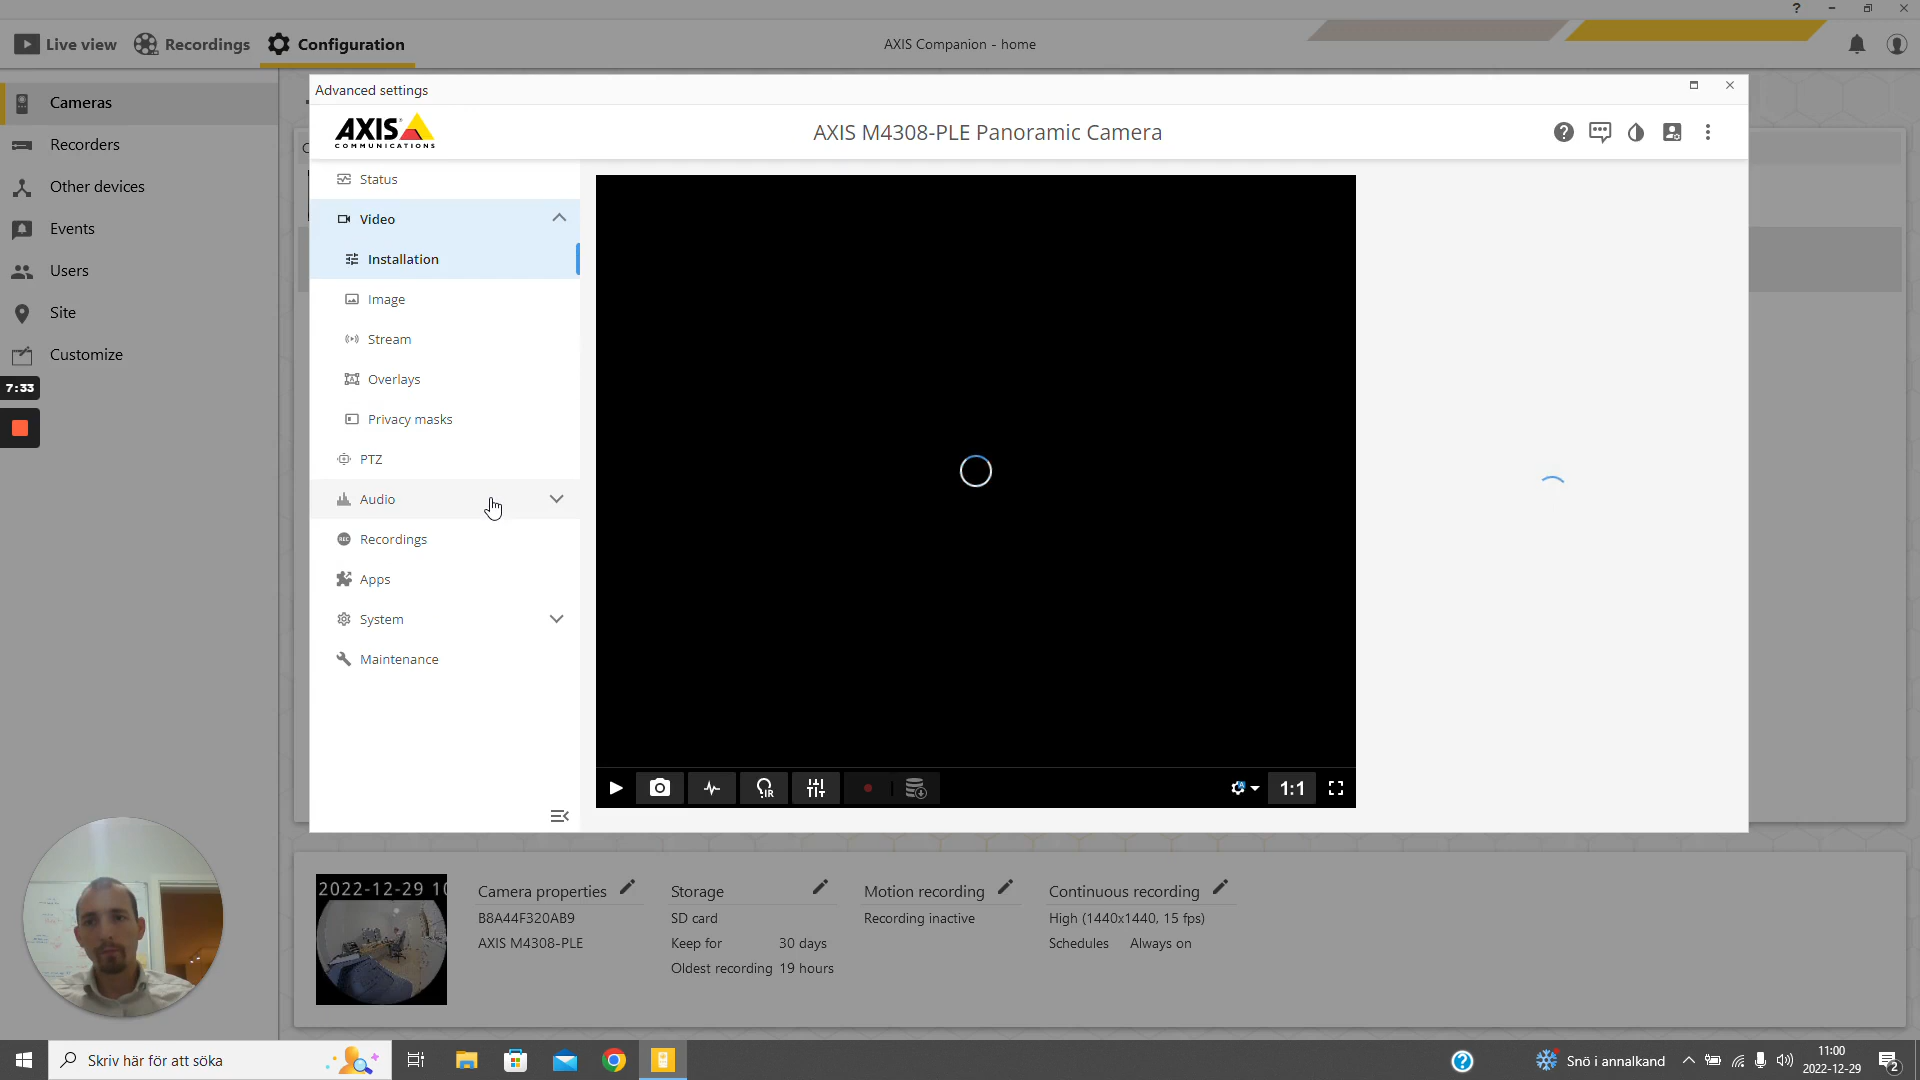 ?
Live view
Recordings
Configuration
AXIS Companion - home
Cameras
Recorders
Other devices
Events
Users
Site
Customize
7:33
Advanced settings
AXIS
COMMUNICATIONS
AXIS M4308-PLE Panoramic Camera
Status
Video
Installation
Image
Stream
Overlays
Privacy masks
PTZ
Audio
REC Recordings
Apps
System
Maintenance
IR
A
1:1
2022-12-29 10
Camera properties
B8A44F320AB9
AXIS M4308-PLE
Storage
SD card
Keep for 30 days
Oldest recording 19 hours
Motion recording
Recording inactive
Continuous recording
High (1440x1440, 15 fps)
Schedules Always on
Skriv här för att söka
Snö i annalkand
11:00
2022-12-29
2